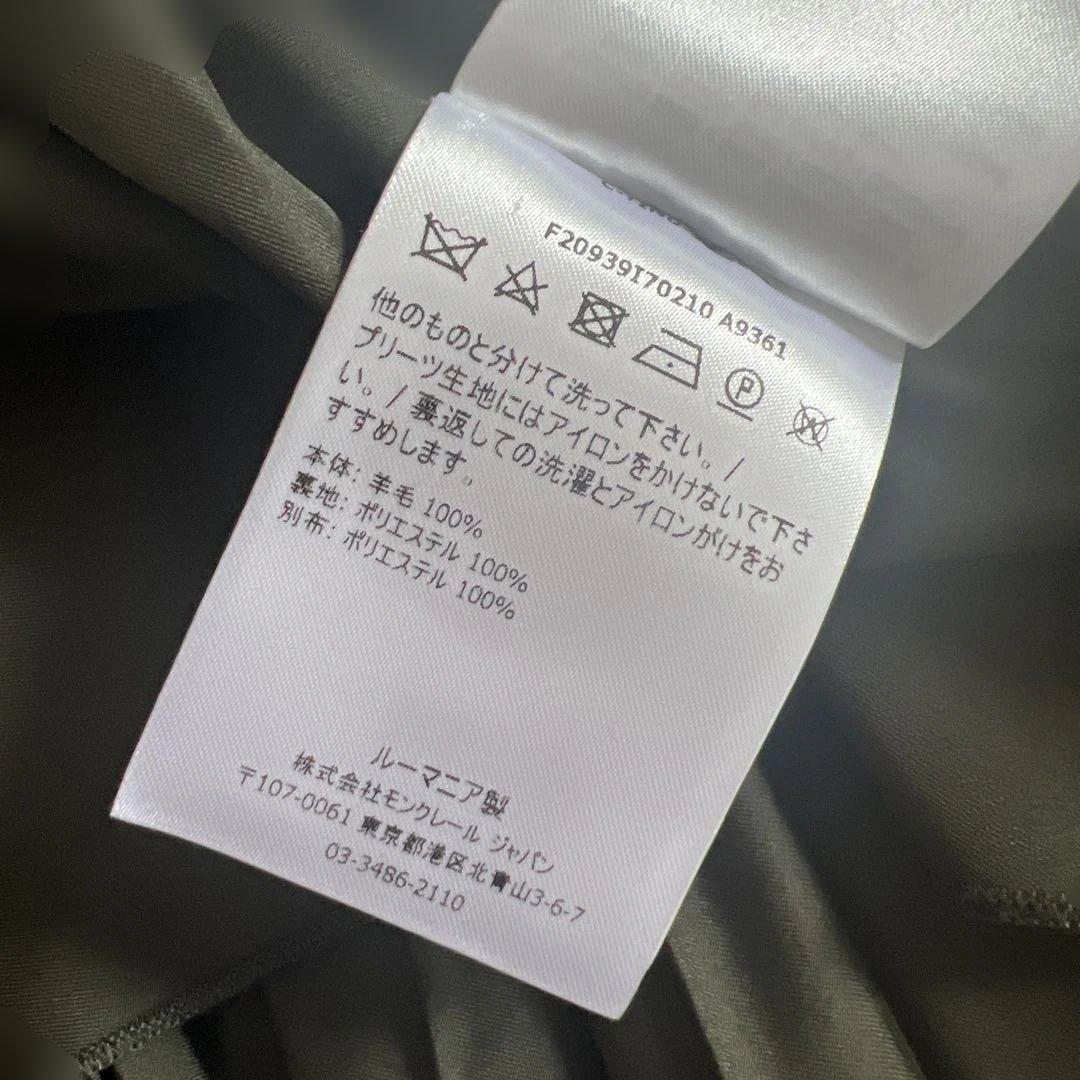 F20939I70210 A9361
他のものと分けて洗って下さい。/
プリーツ生地にはアイロンをかけないで下さ
い。/裏返しての洗濯とアイロンがけをお
すすめします。
本体: 羊毛 100%
裏地: ポリエステル 100%
別布: ポリエステル 100%
ルーマニア製
株式会社モンクレール ジャパン
〒107-0061 東京都港区北青山3-6-7
03-3486-2110